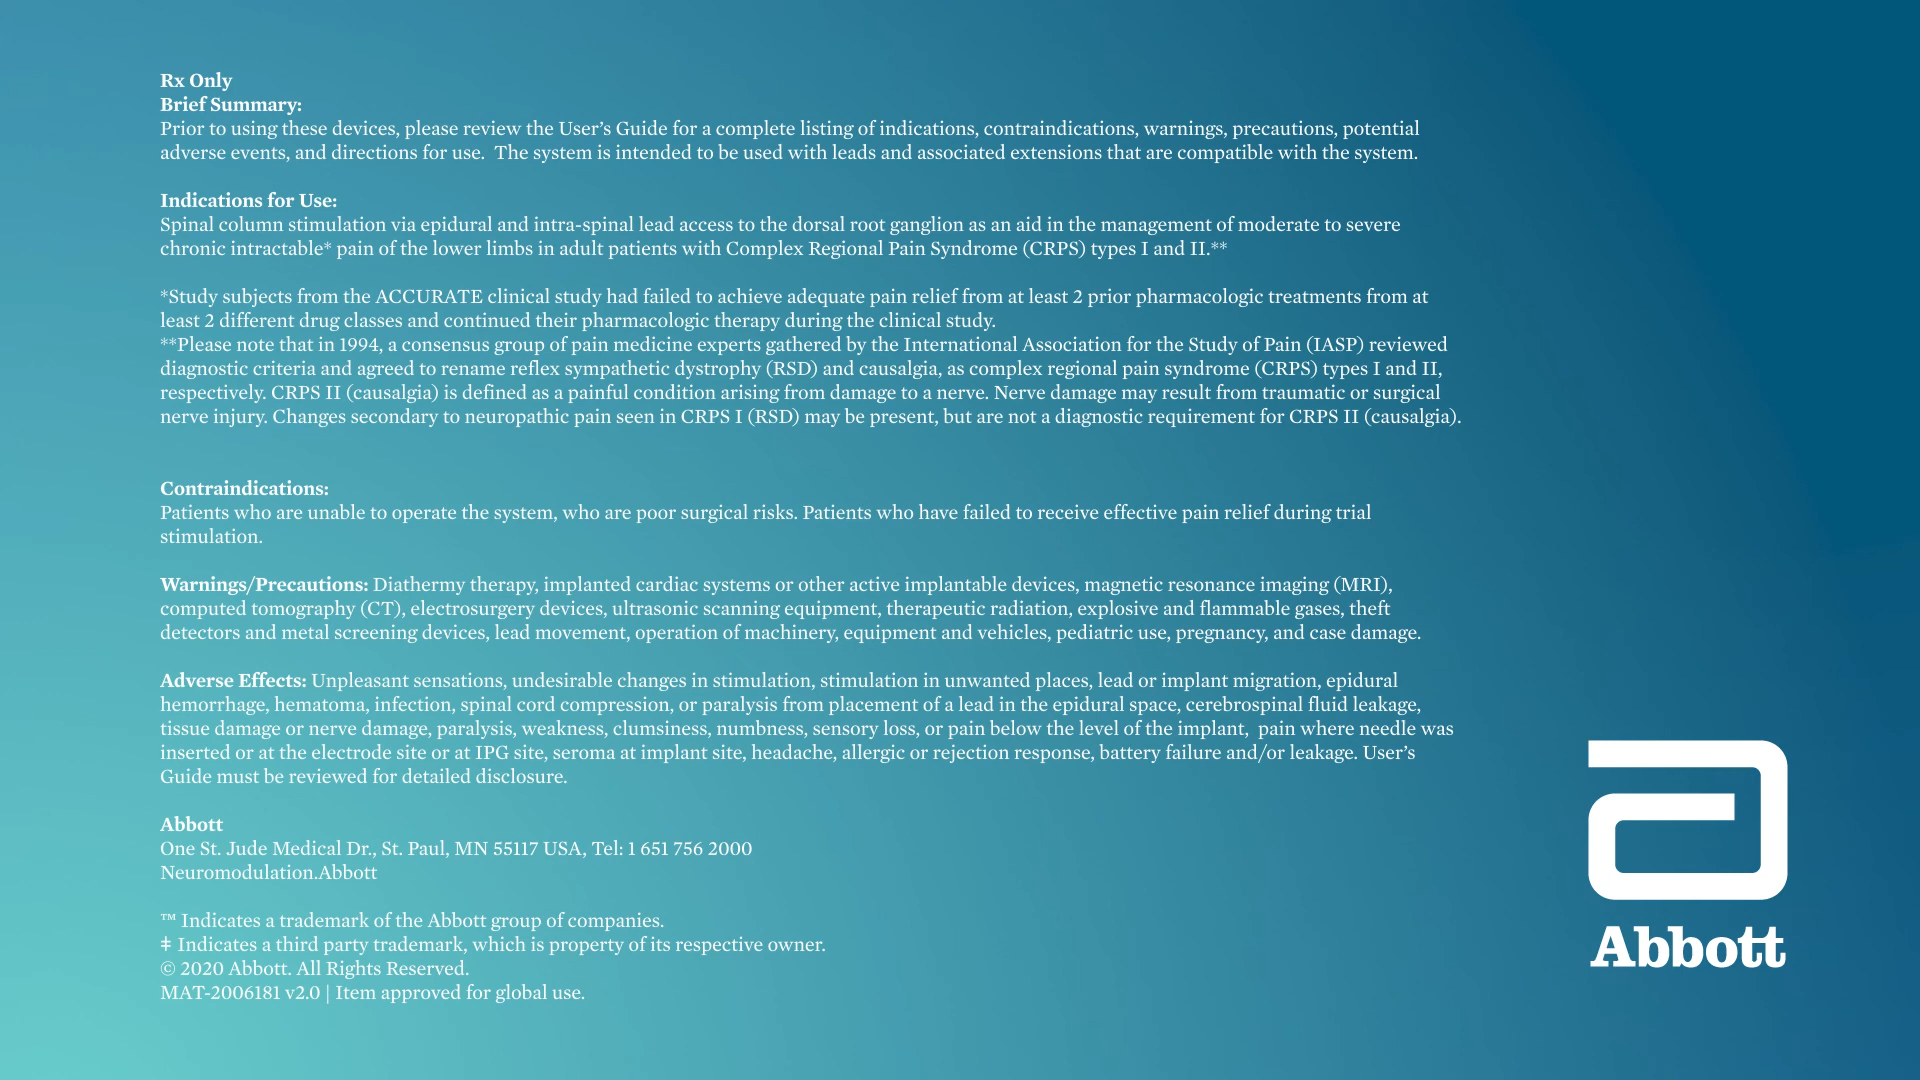 Rx Only
Brief Summary:
Prior to using these devices, please review the User’s Guide for a complete listing of indications, contraindications, warnings, precautions, potential
adverse events, and directions for use.  The system is intended to be used with leads and associated extensions that are compatible with the system.
Indications for Use:
Spinal column stimulation via epidural and intra-spinal lead access to the dorsal root ganglion as an aid in the management of moderate to severe
chronic intractable* pain of the lower limbs in adult patients with Complex Regional Pain Syndrome (CRPS) types I and II.**
*Study subjects from the ACCURATE clinical study had failed to achieve adequate pain relief from at least 2 prior pharmacologic treatments from at
least 2 different drug classes and continued their pharmacologic therapy during the clinical study.
**Please note that in 1994, a consensus group of pain medicine experts gathered by the International Association for the Study of Pain (IASP) reviewed
diagnostic criteria and agreed to rename reflex sympathetic dystrophy (RSD) and causalgia, as complex regional pain syndrome (CRPS) types I and II,
respectively. CRPS II (causalgia) is defined as a painful condition arising from damage to a nerve. Nerve damage may result from traumatic or surgical
nerve injury. Changes secondary to neuropathic pain seen in CRPS I (RSD) may be present, but are not a diagnostic requirement for CRPS II (causalgia).
Contraindications:
Patients who are unable to operate the system, who are poor surgical risks. Patients who have failed to receive effective pain relief during trial
stimulation.
Warnings/Precautions: Diathermy therapy, implanted cardiac systems or other active implantable devices, magnetic resonance imaging (MRI),
computed tomography (CT), electrosurgery devices, ultrasonic scanning equipment, therapeutic radiation, explosive and flammable gases, theft
detectors and metal screening devices, lead movement, operation of machinery, equipment and vehicles, pediatric use, pregnancy, and case damage.
Adverse Effects: Unpleasant sensations, undesirable changes in stimulation, stimulation in unwanted places, lead or implant migration, epidural
hemorrhage, hematoma, infection, spinal cord compression, or paralysis from placement of a lead in the epidural space, cerebrospinal fluid leakage,
tissue damage or nerve damage, paralysis, weakness, clumsiness, numbness, sensory loss, or pain below the level of the implant,  pain where needle was
inserted or at the electrode site or at IPG site, seroma at implant site, headache, allergic or rejection response, battery failure and/or leakage. User’s
Guide must be reviewed for detailed disclosure.
Abbott
One St. Jude Medical Dr., St. Paul, MN 55117 USA, Tel: 1 651 756 2000
Neuromodulation.Abbott
™ Indicates a trademark of the Abbott group of companies.
‡ Indicates a third party trademark, which is property of its respective owner.
© 2020 Abbott. All Rights Reserved.
MAT-2006181 v2.0 | Item approved for global use.
Abbott